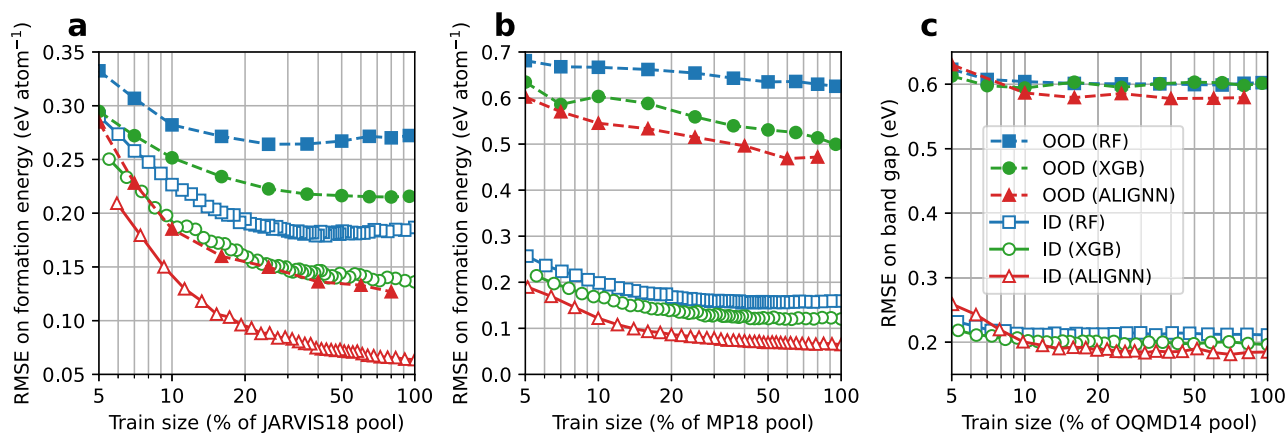 a
RMSE on formation energy (eV atom⁻¹)
0.35
0.30
0.25
0.20
0.15
0.10
0.05
5 10 20 50 100
Train size (% of JARVIS18 pool)
b
RMSE on formation energy (eV atom⁻¹)
0.7
0.6
0.5
0.4
0.3
0.2
0.1
0.0
5 10 20 50 100
Train size (% of MP18 pool)
c
RMSE on band gap (eV)
0.6
0.5
0.4
0.3
0.2
OOD (RF)
OOD (XGB)
OOD (ALIGNN)
ID (RF)
ID (XGB)
ID (ALIGNN)
5 10 20 50 100
Train size (% of OQMD14 pool)